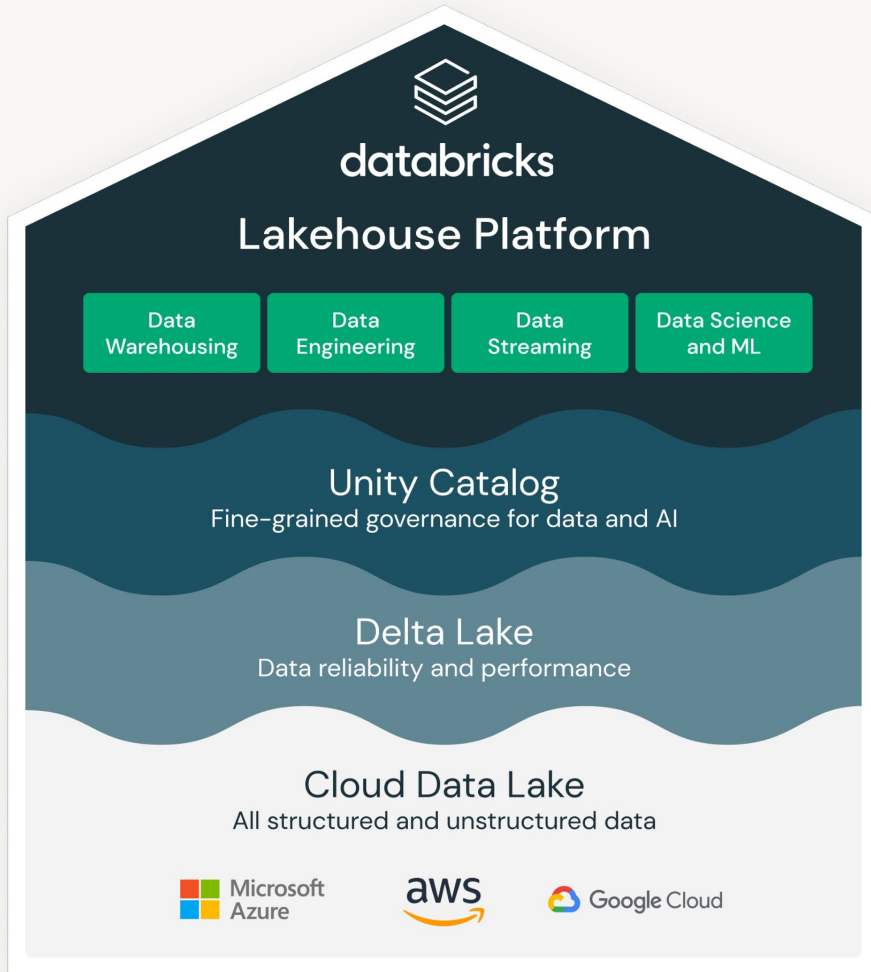 databricks
Lakehouse Platform
Data
Warehousing
Data
Engineering
Data
Streaming
Data Science
and ML
Unity Catalog
Fine-grained governance for data and AI
Delta Lake
Data reliability and performance
Cloud Data Lake
All structured and unstructured data
Microsoft
Azure
aws
Google Cloud